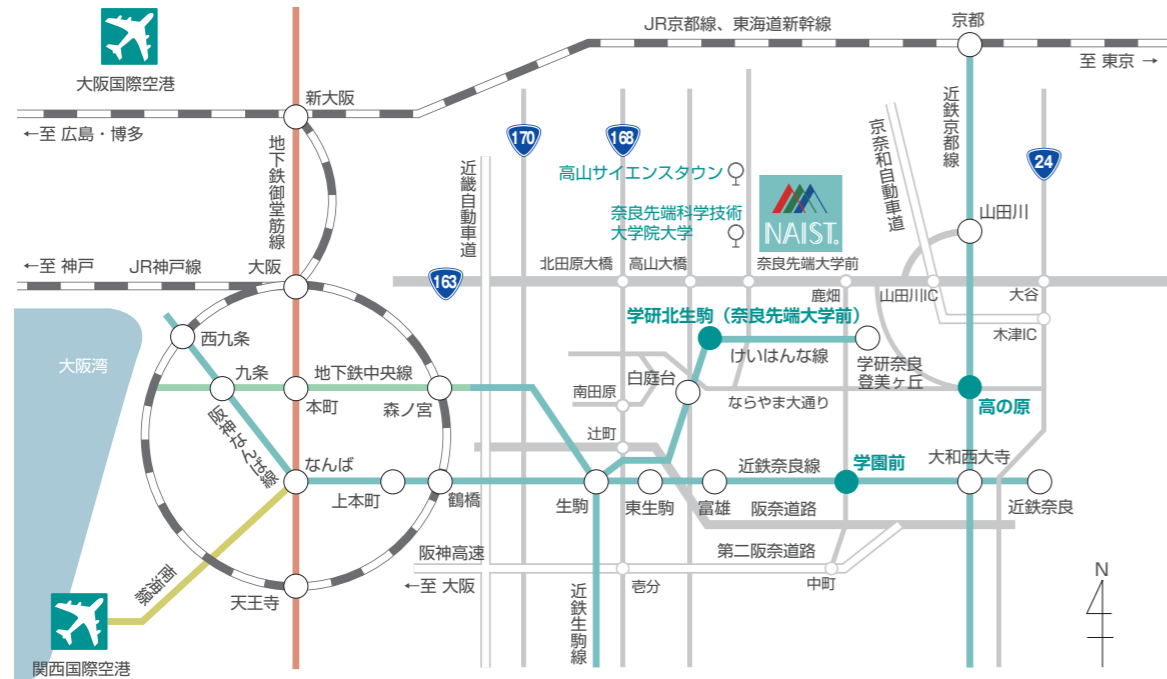 JR京都線、東海道新幹線
京都
至 東京 →
大阪国際空港
新大阪
←至 広島・博多
地下鉄御堂筋線
近畿自動車道
170
168
高山サイエンスタウン
奈良先端科学技術
大学院大学
NAIST®
京奈和自動車道
近鉄京都線
24
山田川
←至 神戸
JR神戸線
大阪
163
北田原大橋
高山大橋
奈良先端大学前
鹿畑
山田川IC
大谷
木津IC
大阪湾
西九条
九条
地下鉄中央線
本町
森ノ宮
学研北生駒（奈良先端大学前）
けいはんな線
学研奈良
登美ヶ丘
白庭台
南田原
ならやま大通り
高の原
阪神なんば線
辻町
なんば
上本町
鶴橋
生駒
東生駒
富雄
近鉄奈良線
学園前
大和西大寺
近鉄奈良
阪奈道路
第二阪奈道路
阪神高速
←至 大阪
壱分
中町
南海線
天王寺
近鉄生駒線
関西国際空港
N